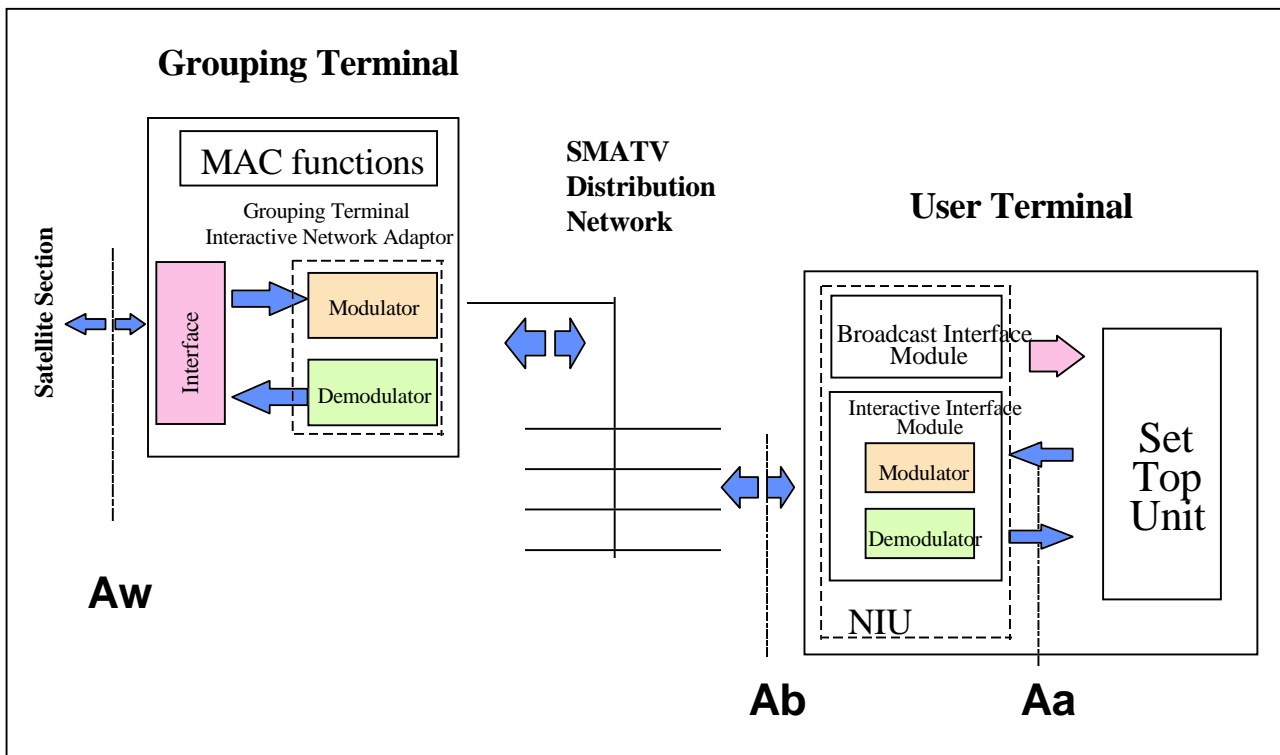 Grouping Terminal
MAC functions
Grouping Terminal
Interactive Network Adaptor
Satellite Section
Interface
Modulator
Demodulator
Aw
SMATV
Distribution
Network
User Terminal
Broadcast Interface
Module
Interactive Interface
Module
Modulator
Demodulator
NIU
Set
Top
Unit
Ab
Aa